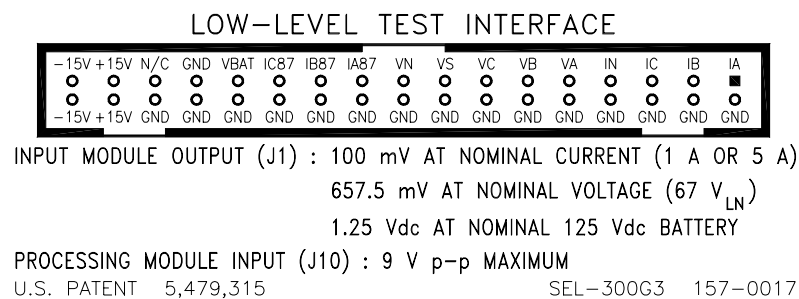 LOW-LEVEL TEST INTERFACE
-15V +15V N/C GND VBAT IC87 IB87 IA87 VN VS VC VB VA IN IC IB IA
-15V +15V GND GND GND GND GND GND GND GND GND GND GND GND GND GND GND
INPUT MODULE OUTPUT (J1) : 100 mV AT NOMINAL CURRENT (1 A OR 5 A)
657.5 mV AT NOMINAL VOLTAGE (67 V_LN)
1.25 Vdc AT NOMINAL 125 Vdc BATTERY
PROCESSING MODULE INPUT (J10) : 9 V p-p MAXIMUM
U.S. PATENT 5,479,315 SEL-300G3 157-0017